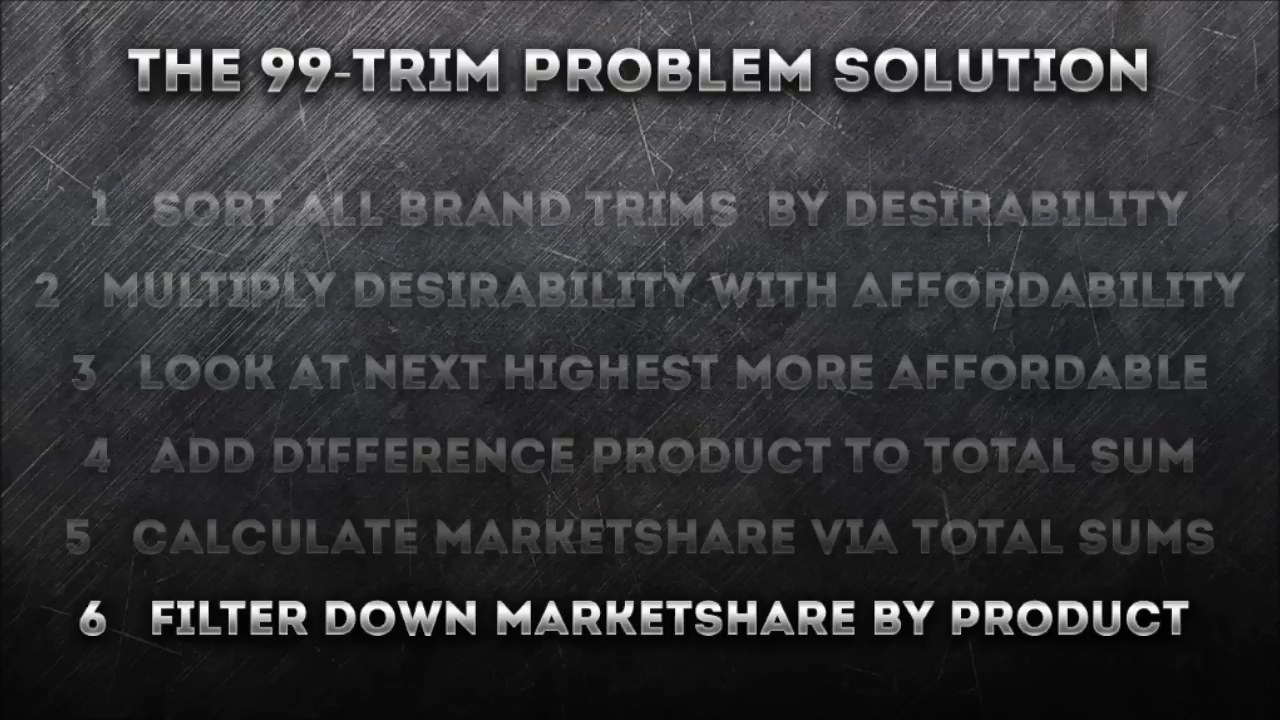 THE 99-TRIM PROBLEM SOLUTION
1 SORT ALL BRAND TRIMS BY DESIRABILITY
2 MULTIPLY DESIRABILITY WITH AFFORDABILITY
3 LOOK AT NEXT HIGHEST MORE AFFORDABLE
4 ADD DIFFERENCE PRODUCT TO TOTAL SUM
5 CALCULATE MARKETSHARE VIA TOTAL SUMS
6 FILTER DOWN MARKETSHARE BY PRODUCT